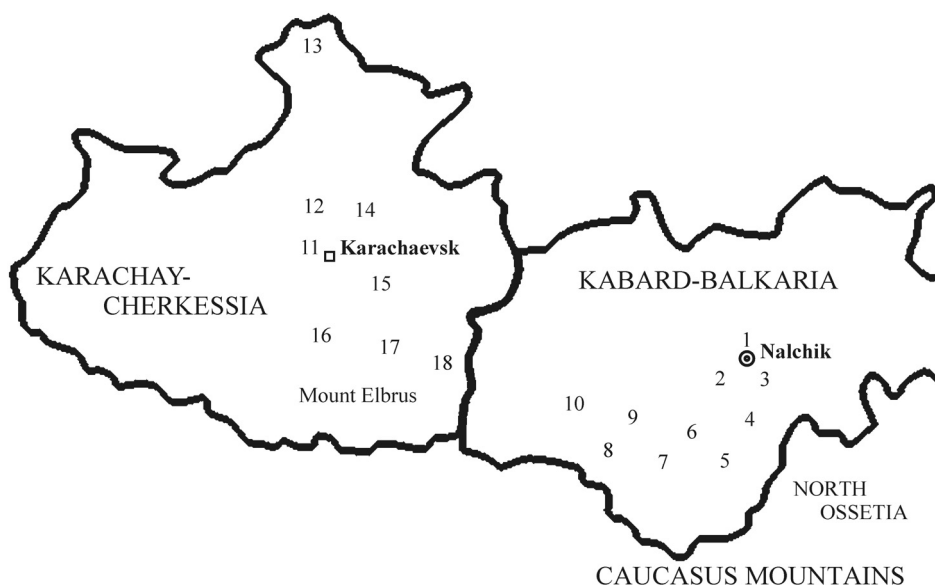 13
12
14
11
Karachaevsk
KARACHAY-
CHERKESSIA
15
16
17
18
Mount Elbrus
KABARD-BALKARIA
1
Nalchik
2
3
10
9
4
6
8
7
5
NORTH
OSSETIA
CAUCASUS MOUNTAINS